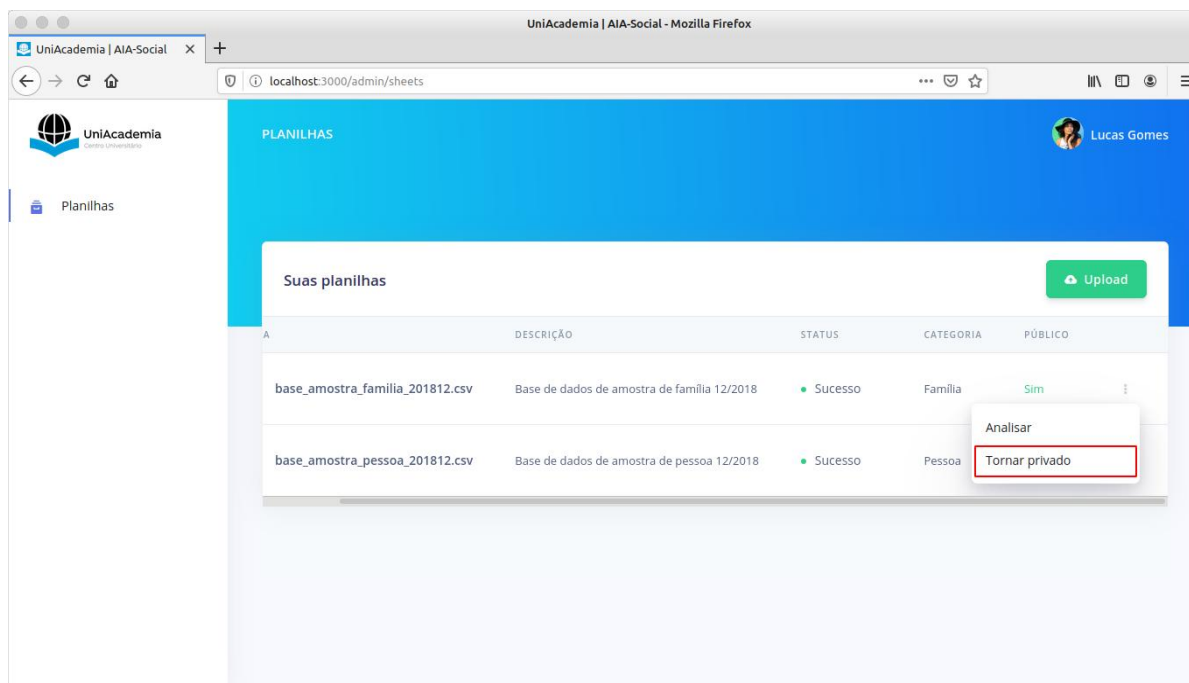 UniAcademia | AIA-Social - Mozilla Firefox
UniAcademia | AIA-Social
localhost:3000/admin/sheets
UniAcademia
Centro Universitário
PLANILHAS
Lucas Gomes
Planilhas
Suas planilhas
Upload
A DESCRIÇÃO STATUS CATEGORIA PÚBLICO
base_amostra_familia_201812.csv Base de dados de amostra de família 12/2018 Sucesso Família Sim
Analisar
base_amostra_pessoa_201812.csv Base de dados de amostra de pessoa 12/2018 Sucesso Pessoa Tornar privado